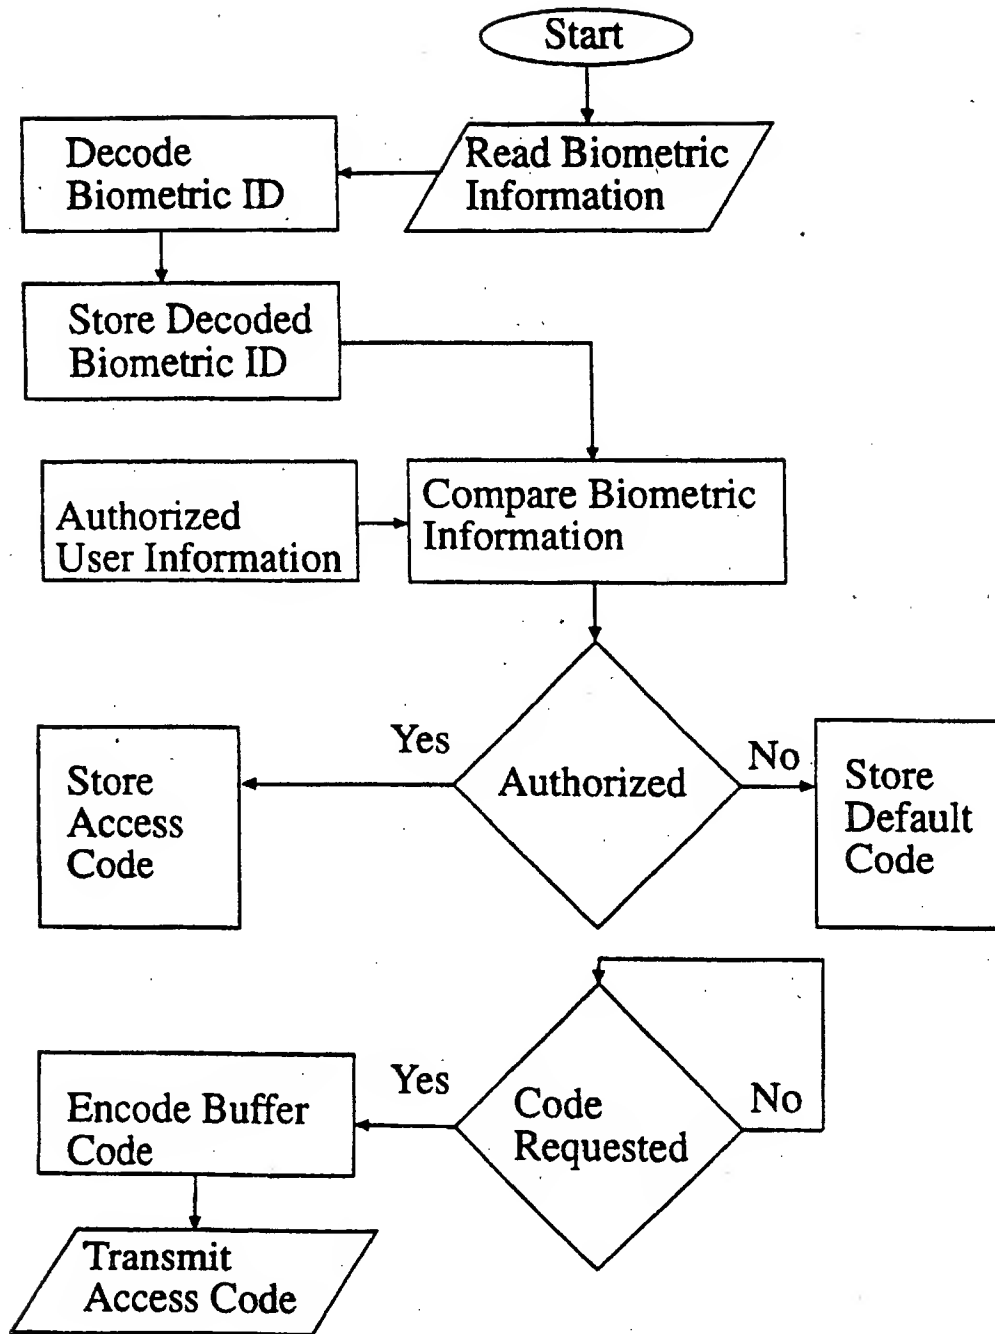 Start
Read Biometric
Information
Decode
Biometric ID
Store Decoded
Biometric ID
Authorized
User Information
Compare Biometric
Information
Authorized
Yes
No
Store
Access
Code
Store
Default
Code
Code
Requested
Yes
No
Encode Buffer
Code
Transmit
Access Code